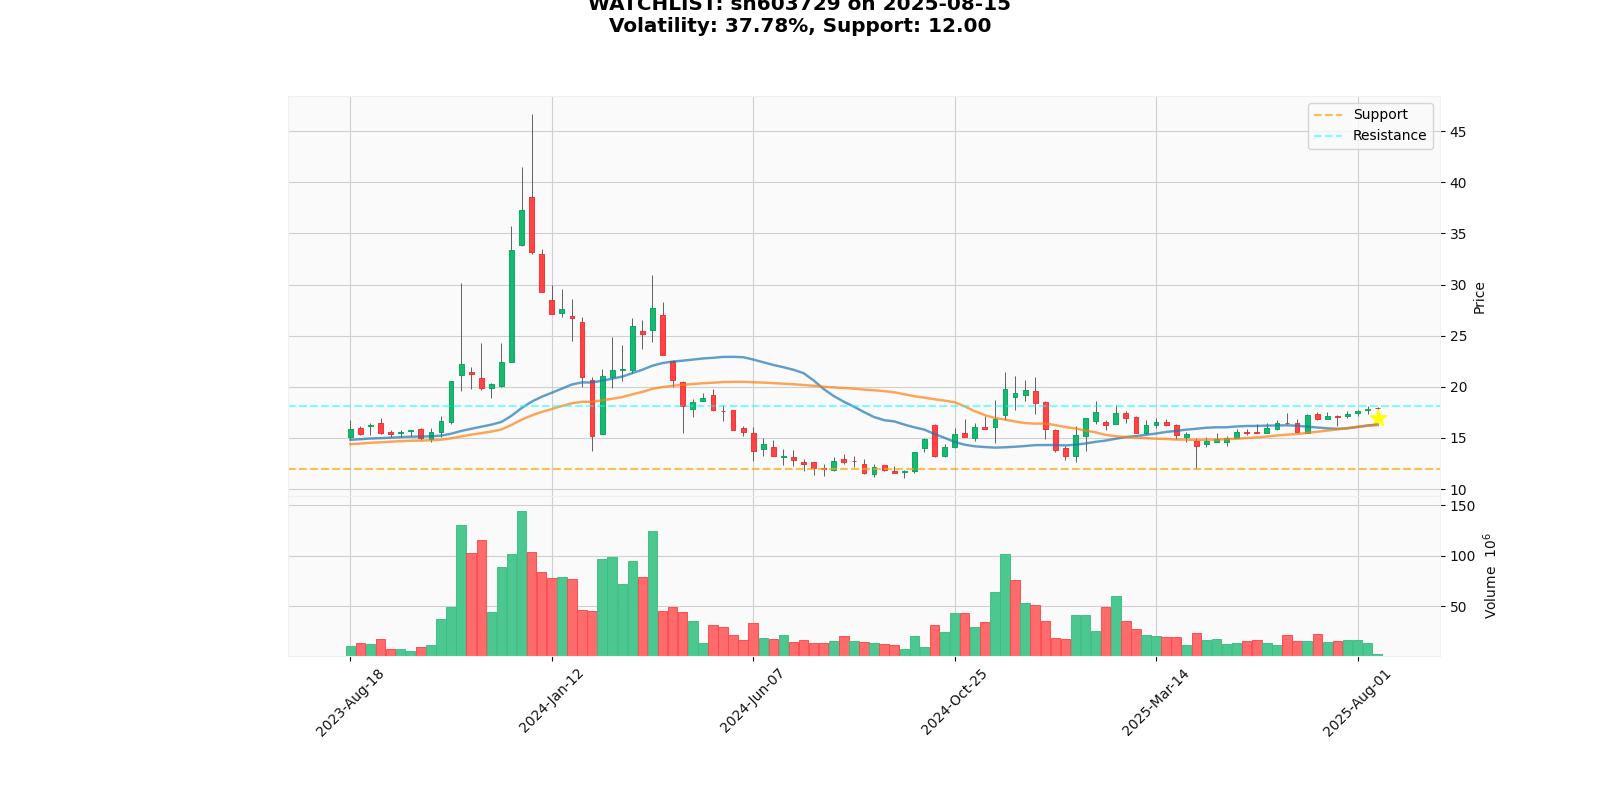 WATCHLIST: sh603729 on 2025-08-15
Volatility: 37.78%, Support: 12.00
Support
Resistance
45
40
35
30
25
20
15
10
Price
150
100
50
Volume 10⁶
2023-Aug-18
2024-Jan-12
2024-Jun-07
2024-Oct-25
2025-Mar-14
2025-Aug-01